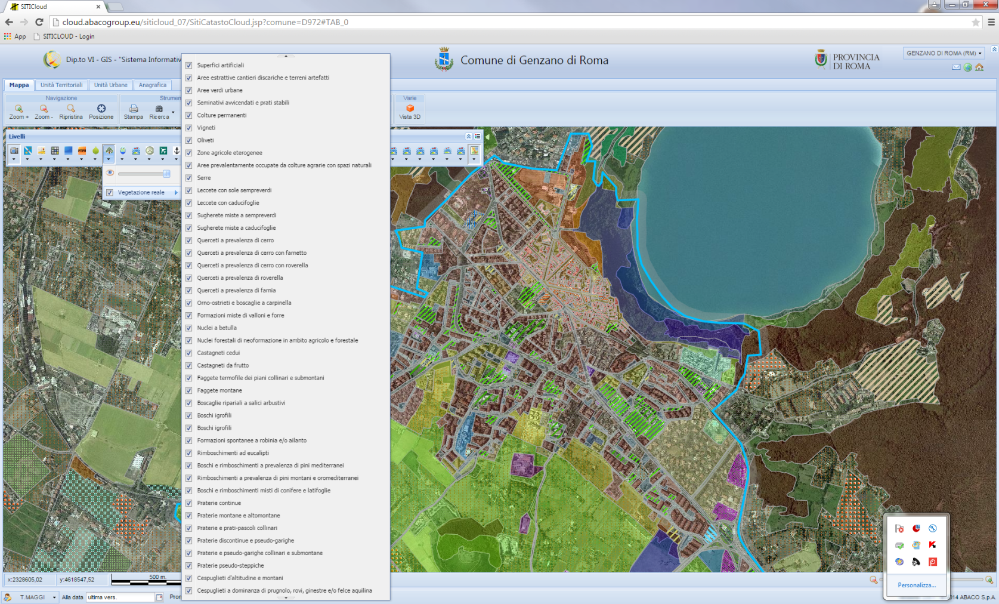 SITICloud
cloud.abacogroup.eu/siticloud_07/SitiCatastoCloud.jsp?comune=D972#TAB_0
App SITICLOUD - Login
Dip.to VI - GIS - "Sistema Informativ
Comune di Genzano di Roma
PROVINCIA
DI ROMA
GENZANO DI ROMA (RM)
Mappa Unità Territoriali Unità Urbane Anagrafica
Navigazione Strumen Varie
Zoom + Zoom - Ripristina Posizione Stampa Ricerca Vista 3D
Livelli
Vegetazione reale
Superfici artificiali
Aree estrattive cantieri discariche e terreni artefatti
Aree verdi urbane
Seminativi avvicendati e prati stabili
Colture permanenti
Vigneti
Oliveti
Zone agricole eterogenee
Aree prevalentemente occupate da colture agrarie con spazi naturali
Serre
Leccete con sole sempreverdi
Leccete con caducifoglie
Sugherete miste a sempreverdi
Sugherete miste a caducifoglie
Querceti a prevalenza di cerro
Querceti a prevalenza di cerro con farnetto
Querceti a prevalenza di cerro con roverella
Querceti a prevalenza di roverella
Querceti a prevalenza di farnia
Orno-ostrieti e boscaglie a carpinella
Formazioni miste di valloni e forre
Nuclei a betulla
Nuclei forestali di neoformazione in ambito agricolo e forestale
Castagneti cedui
Castagneti da frutto
Faggete termofile dei piani collinari e submontani
Faggete montane
Boscaglie ripariali a salici arbustivi
Boschi igrofili
Boschi igrofili
Formazioni spontanee a robinia e/o ailanto
Rimboschimenti ad eucalipti
Boschi e rimboschimenti a prevalenza di pini mediterranei
Rimboschimenti a prevalenza di pini montani e oromediterranei
Boschi e rimboschimenti misti di conifere e latifoglie
Praterie continue
Praterie montane e altomontane
Praterie e prati-pascoli collinari
Praterie discontinue e pseudo-garighe
Praterie e pseudo-garighe collinari e submontane
Praterie pseudo-steppiche
Cespuglieti d'altitudine e montani
Cespuglieti a dominanza di prugnolo, rovi, ginestre e/o felce aquilina
x:2328605,02 y:4618547,52 500 m.
Personalizza...
T.MAGGI Alla data ultima vers. Pron
14 ABACO S.p.A.